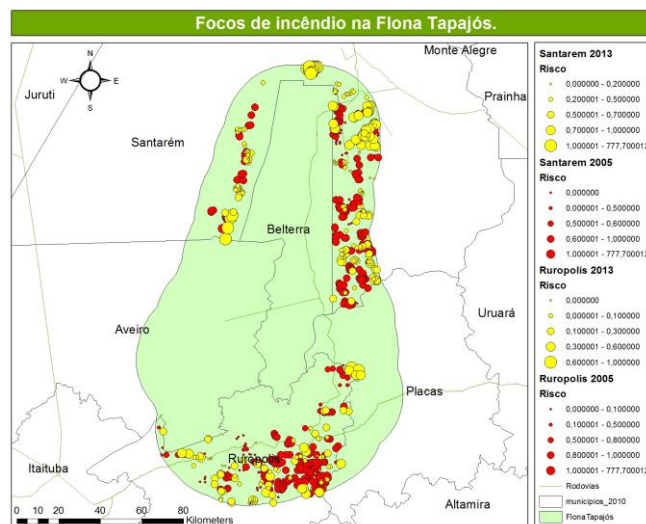 Focos de incêndio na Flona Tapajós.
N
W E
S
Monte Alegre
Juruti
Prainha
Santarém
Belterra
Aveiro
Uruará
Placas
Rurópolis
Itaituba
Altamira
0 10 20 40 60 80
Kilometers
Santarem 2013
Risco
0,000000 - 0,200000
0,200001 - 0,500000
0,500001 - 0,700000
0,700001 - 1,000000
1,000001 - 777,700012
Santarem 2005
Risco
0,000000
0,000001 - 0,500000
0,500001 - 0,600000
0,600001 - 1,000000
1,000001 - 777,700012
Ruropolis 2013
Risco
0,000000
0,000001 - 0,100000
0,100001 - 0,300000
0,300001 - 0,600000
0,600001 - 1,000000
Ruropolis 2005
Risco
0,000000 - 0,100000
0,100001 - 0,500000
0,500001 - 0,800000
0,800001 - 1,000000
1,000001 - 777,700012
Rodovias
municipios_2010
FlonaTapajós